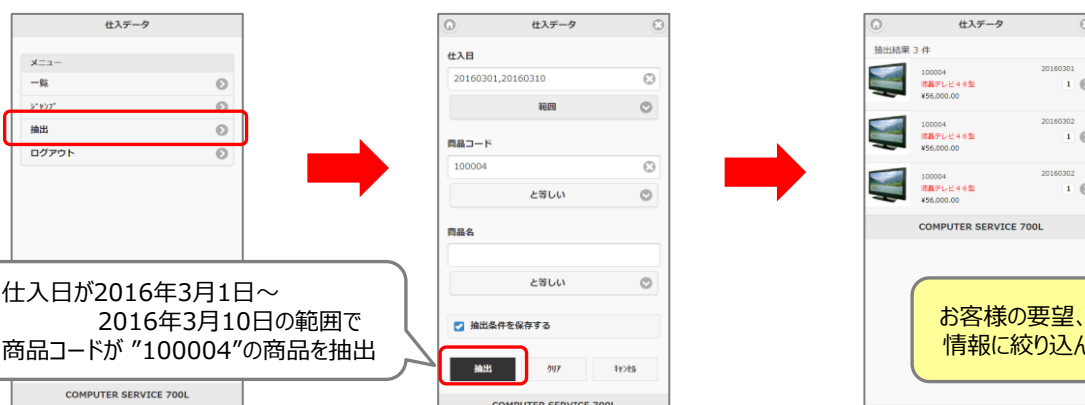 仕入データ
メニュー
一覧
ｼﾞｬﾝﾌﾟ
抽出
ログアウト
仕入日が2016年3月1日～
2016年3月10日の範囲で
商品コードが ”100004”の商品を抽出
COMPUTER SERVICE 700L
仕入データ
仕入日
20160301,20160310
範囲
商品コード
100004
と等しい
商品名
と等しい
抽出条件を保存する
抽出 ｸﾘｱ ｷｬﾝｾﾙ
COMPUTER SERVICE 700L
仕入データ
抽出結果 3 件
100004 20160301
液晶テレビ４６型 1
¥56,000.00
100004 20160302
液晶テレビ４６型 1
¥56,000.00
100004 20160302
液晶テレビ４６型 1
¥56,000.00
COMPUTER SERVICE 700L
お客様の要望、
情報に絞り込ん